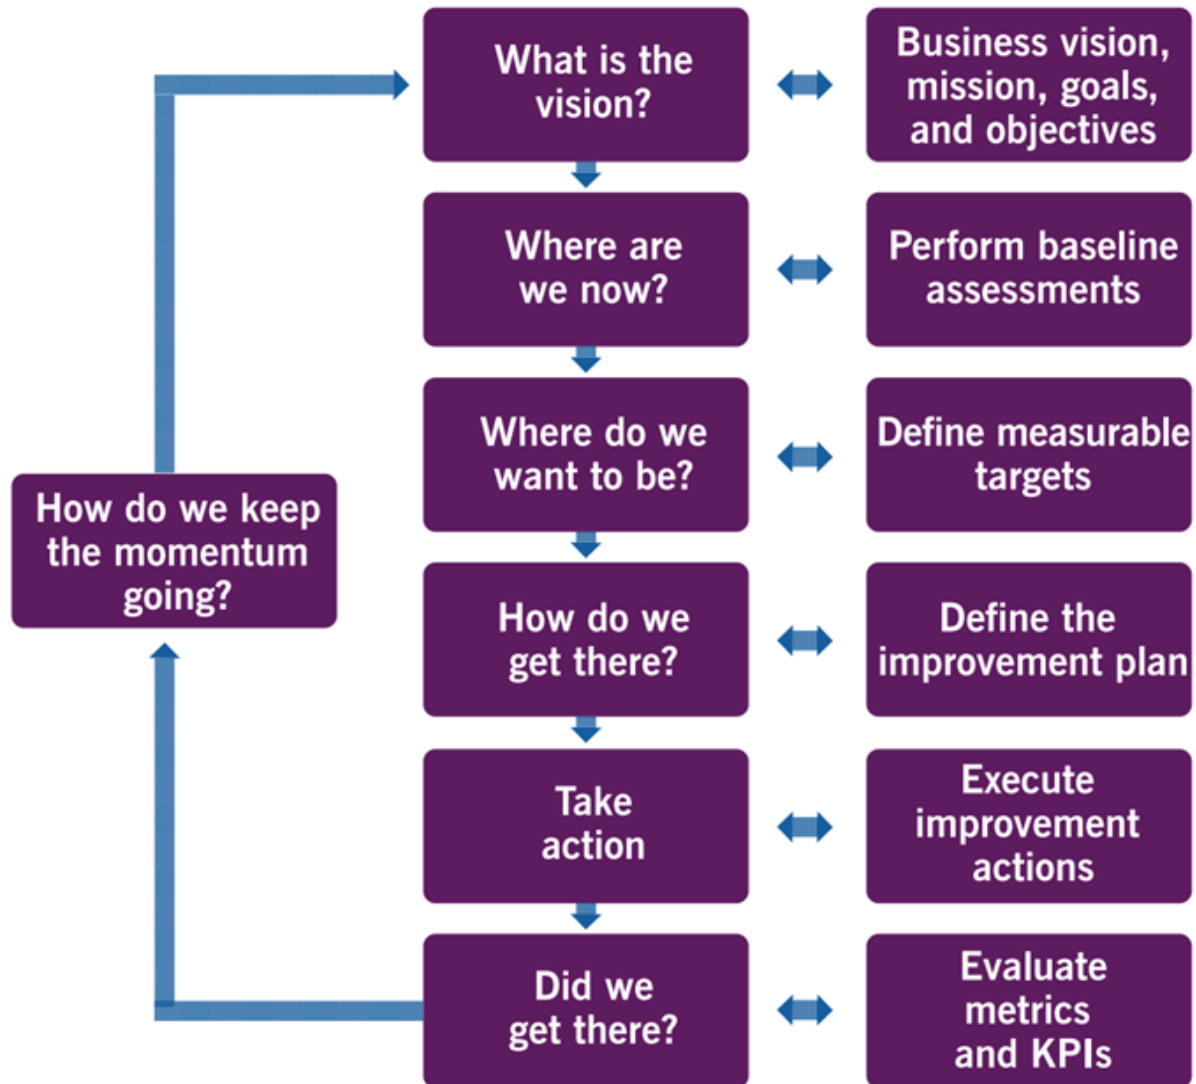 What is the
vision?
Business vision,
mission, goals,
and objectives
Where are
we now?
Perform baseline
assessments
Where do we
want to be?
Define measurable
targets
How do we keep
the momentum
going?
How do we
get there?
Define the
improvement plan
Take
action
Execute
improvement
actions
Did we
get there?
Evaluate
metrics
and KPIs